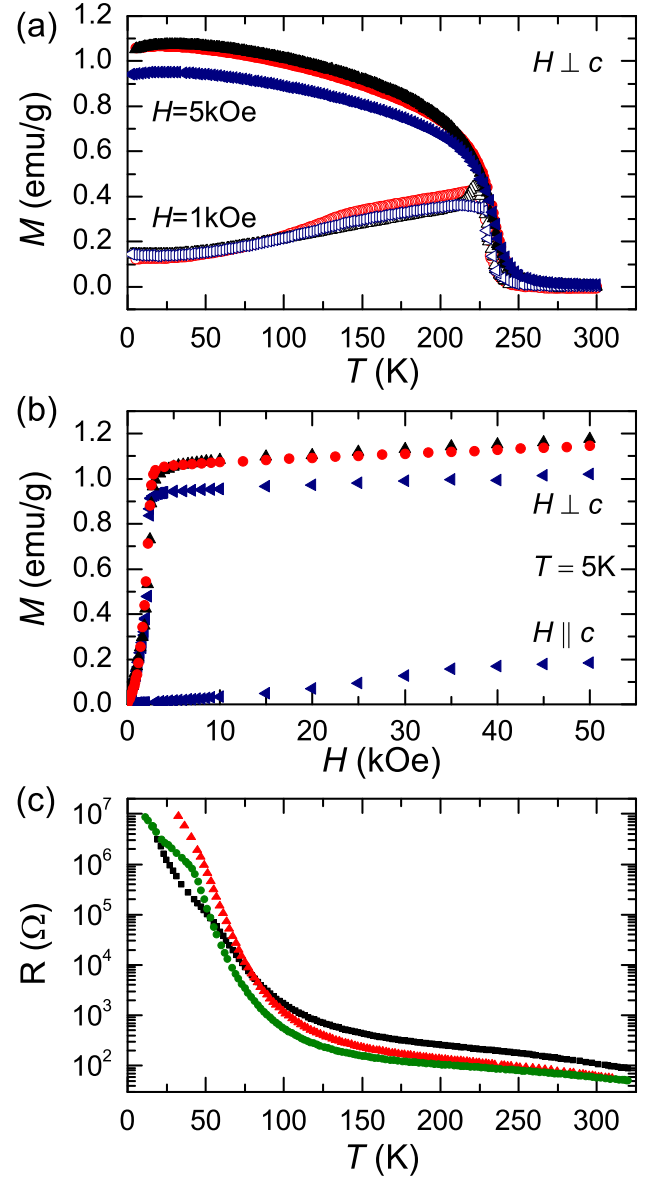 (a)
1.2
1.0
0.8
0.6
0.4
0.2
0.0
M (emu/g)
H ⊥ c
H=5kOe
H=1kOe
0 50 100 150 200 250 300
T (K)
(b)
1.2
1.0
0.8
0.6
0.4
0.2
0.0
M (emu/g)
H ⊥ c
T = 5K
H || c
0 10 20 30 40 50
H (kOe)
(c)
10^7
10^6
10^5
10^4
10^3
10^2
R (Ω)
0 50 100 150 200 250 300
T (K)